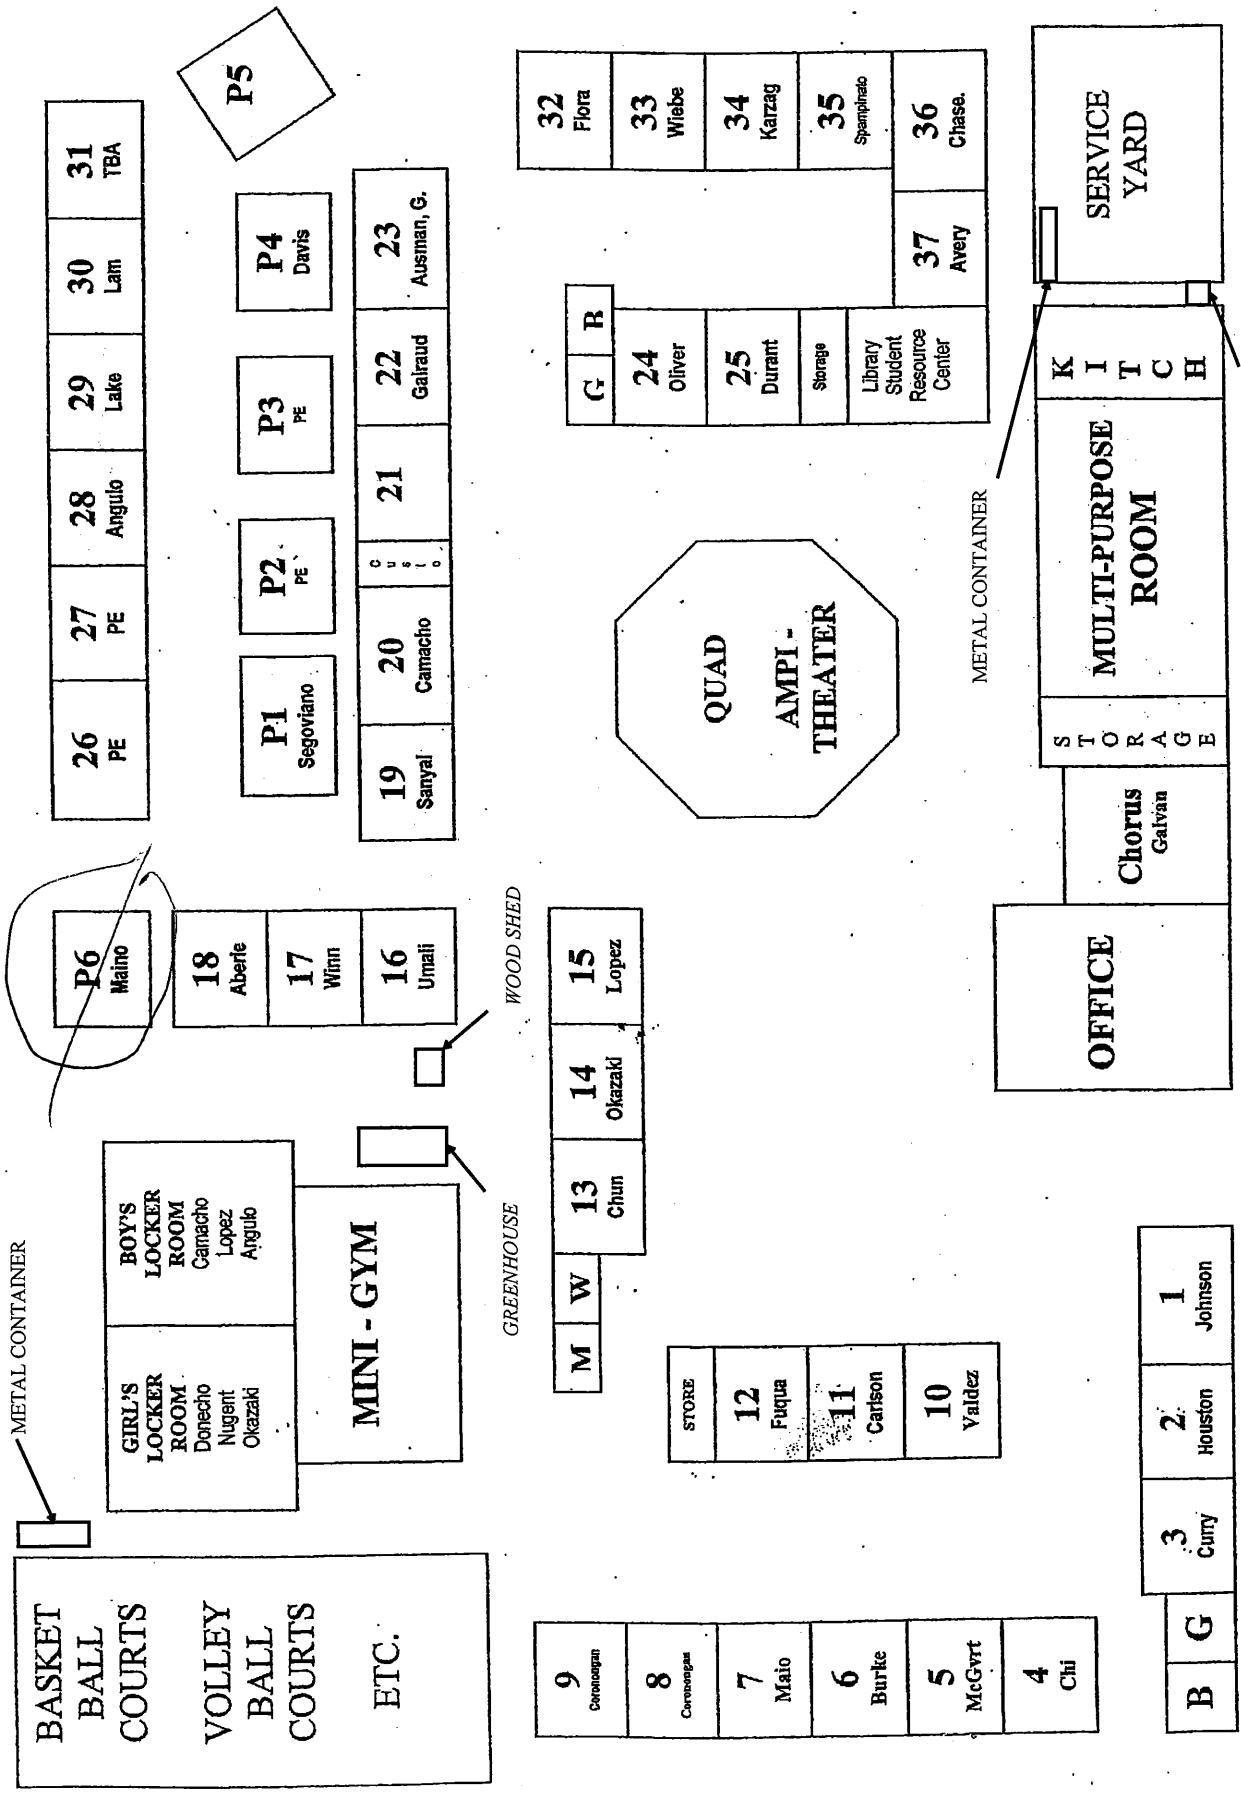 METAL CONTAINER
BASKET
BALL
COURTS
VOLLEY
BALL
COURTS
ETC.
GIRL'S
LOCKER
ROOM
Donecho
Nugent
Okazaki
BOY'S
LOCKER
ROOM
Camacho
Lopez
Angulo
MINI - GYM
GREENHOUSE
WOOD SHED
P6
Maino
18
Aberle
17
Winn
16
Umali
26
PE
27
PE
28
Angulo
29
Lake
30
Lam
31
TBA
P1
Segoviano
P2
PE
P3
PE
P4
Davis
P5
19
Sanyal
20
Camacho
C
u
s
t
o
21
22
Galraud
23
Ausman, G.
9
Coronongan
8
Coronongan
7
Maio
6
Burke
5
McGvrt
4
Chi
M
W
13
Chun
14
Okazaki
15
Lopez
STORE
12
Fuqua
11
Carlson
10
Valdez
QUAD
AMPI -
THEATER
G
B
24
Oliver
25
Durant
Storage
Library
Student
Resource
Center
32
Flora
33
Wiebe
34
Karzag
35
Spampinato
36
Chase.
37
Avery
METAL CONTAINER
B
G
3
Curry
2
Houston
1
Johnson
OFFICE
Chorus
Galvan
S
T
O
R
A
G
E
MULTI-PURPOSE
ROOM
K
I
T
C
H
SERVICE
YARD